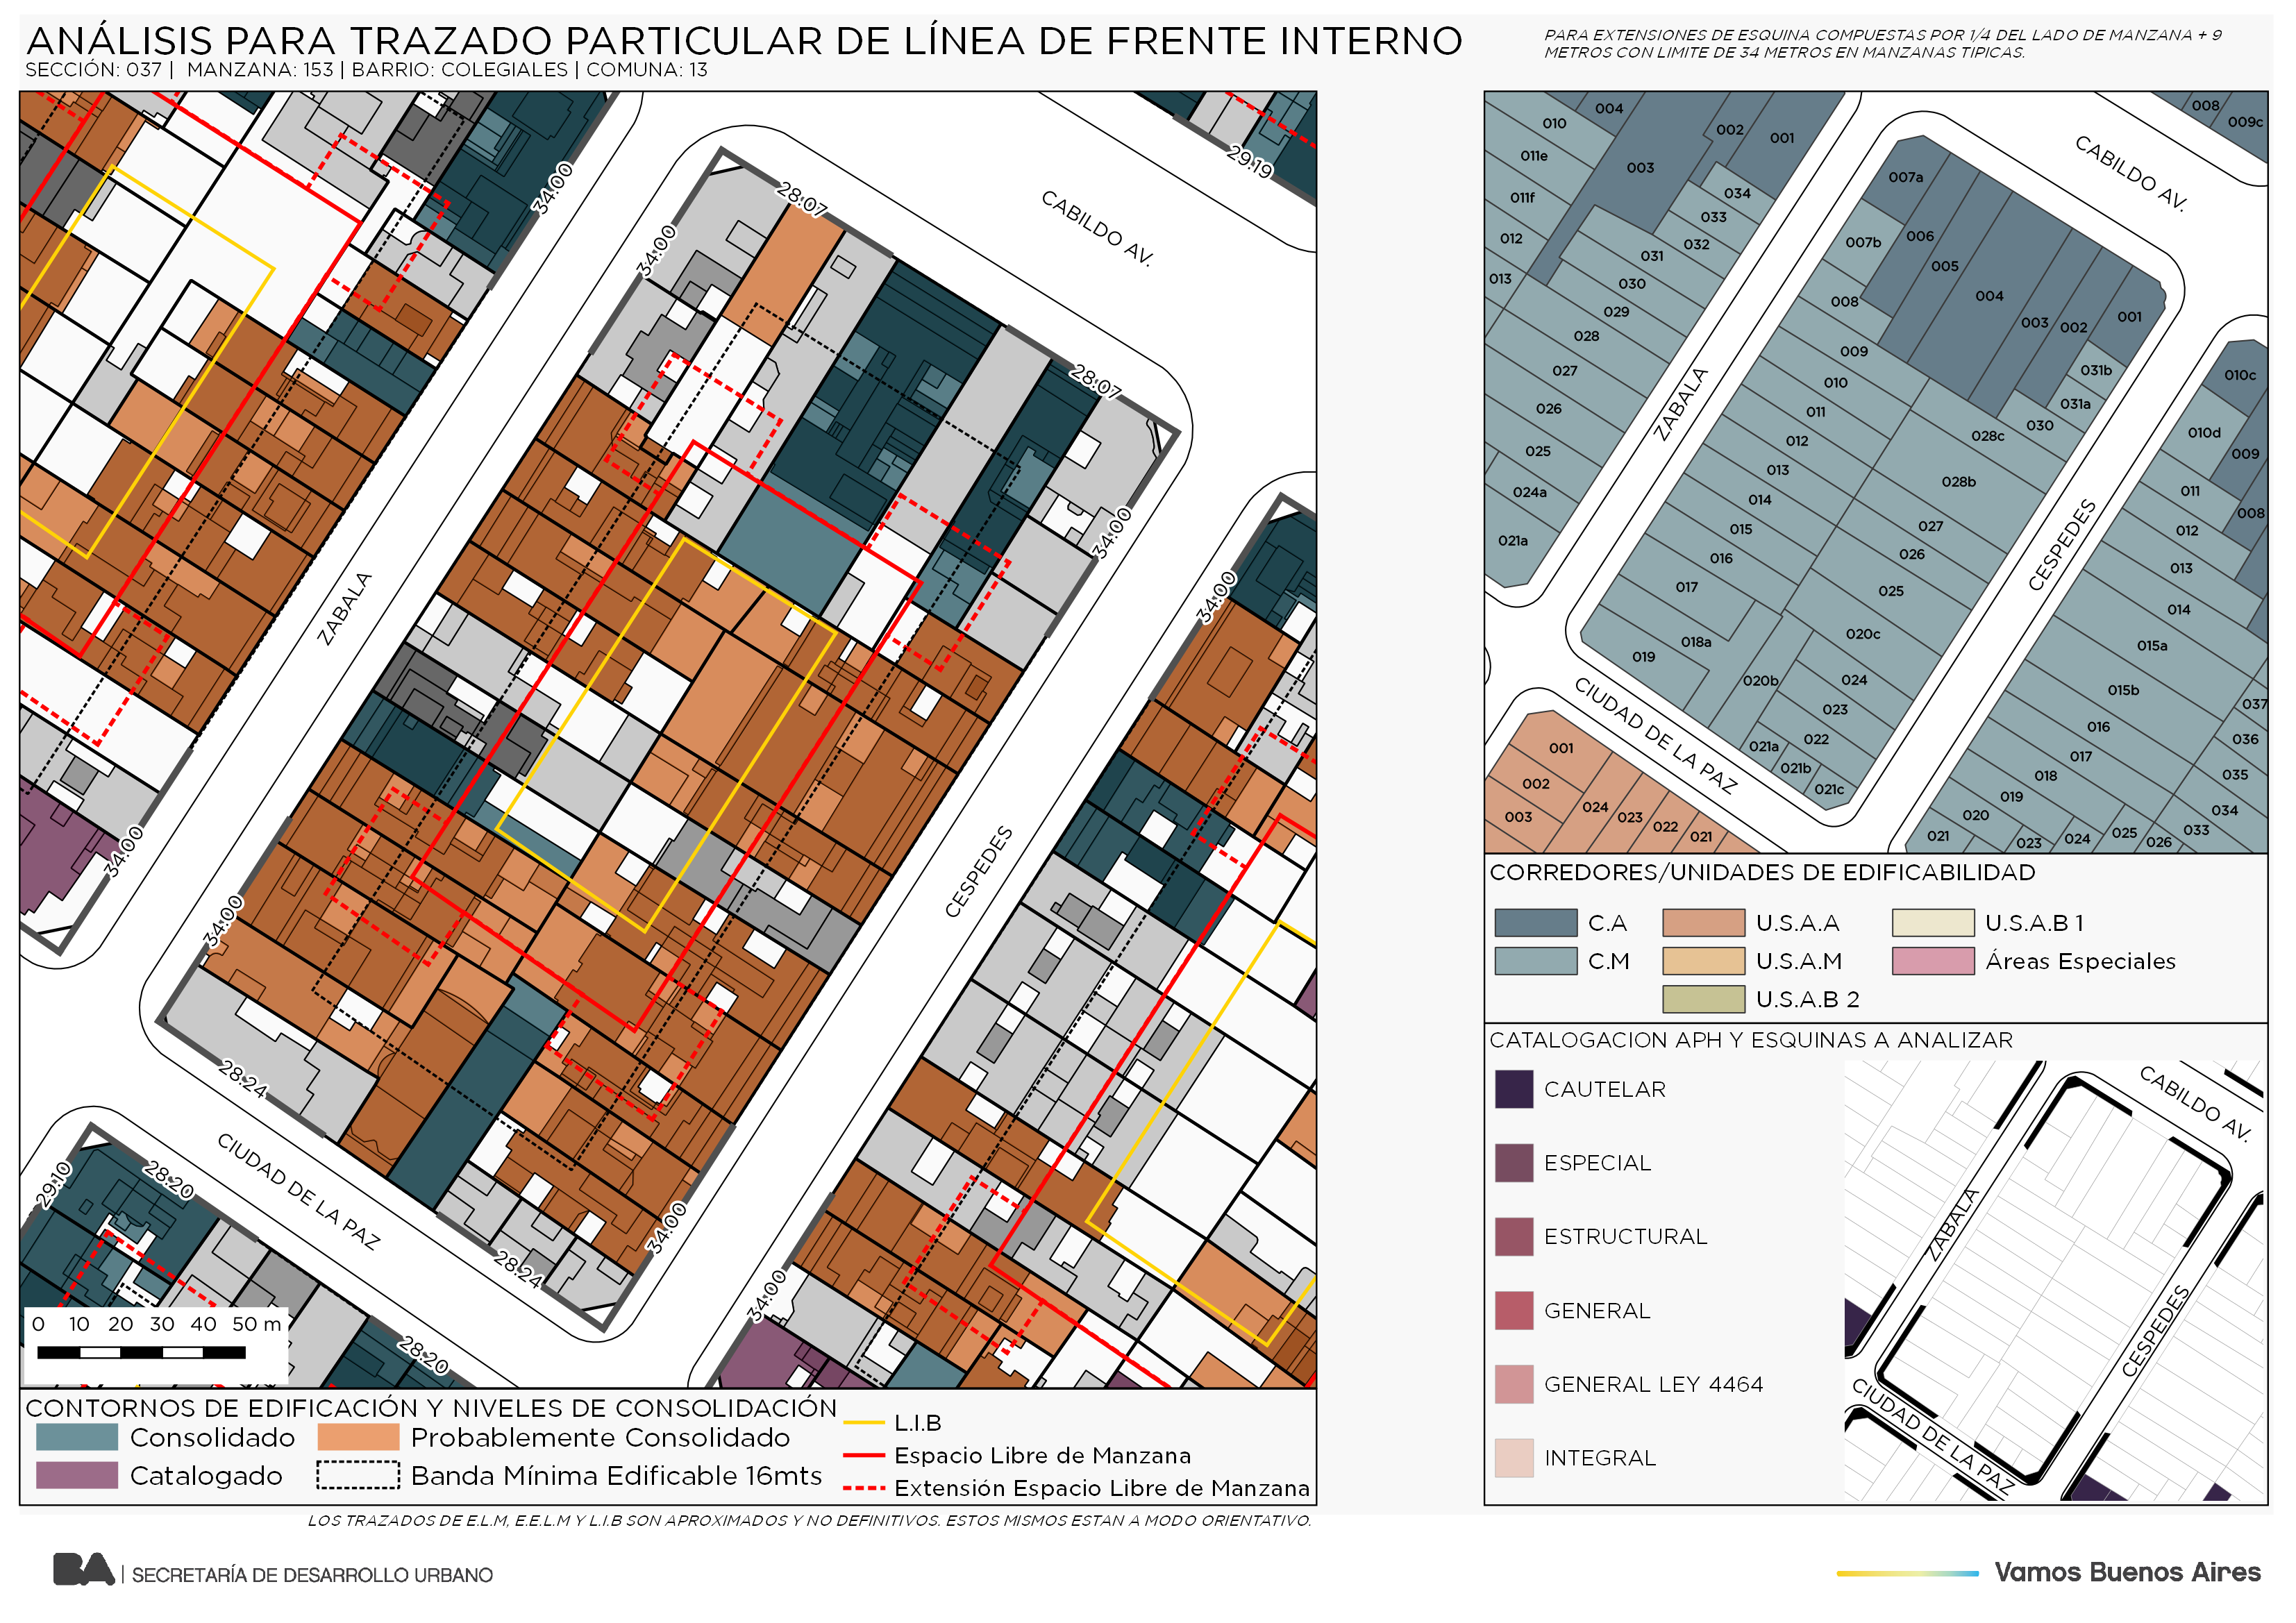 ANÁLISIS PARA TRAZADO PARTICULAR DE LÍNEA DE FRENTE INTERNO
SECCIÓN: 037 | MANZANA: 153 | BARRIO: COLEGIALES | COMUNA: 13
PARA EXTENSIONES DE ESQUINA COMPUESTAS POR 1/4 DEL LADO DE MANZANA + 9
METROS CON LIMITE DE 34 METROS EN MANZANAS TIPICAS.
29.19
34:00
28:07
CABILDO AV.
34:00
28:07
34:00
ZABALA
34:00
34:00
CESPEDES
34:00
28:24
CIUDAD DE LA PAZ
29:10
28:20
34:00
28:24
34:00
28:20
0 10 20 30 40 50 m
CONTORNOS DE EDIFICACIÓN Y NIVELES DE CONSOLIDACIÓN
Consolidado
Probablemente Consolidado
Catalogado
Banda Mínima Edificable 16mts
L.I.B
Espacio Libre de Manzana
Extensión Espacio Libre de Manzana
LOS TRAZADOS DE E.L.M, E.E.L.M Y L.I.B SON APROXIMADOS Y NO DEFINITIVOS. ESTOS MISMOS ESTAN A MODO ORIENTATIVO.
004
010
002
001
011e
003
034
011f
033
012
032
031
013
030
029
028
027
026
025
024a
021a
008
009c
CABILDO AV.
007a
007b
006
005
004
003
002
001
008
009
031b
010
031a
011
030
012
028c
013
028b
014
015
027
016
026
017
025
018a
020c
019
020b
024
023
022
021a
021b
021c
ZABALA
CESPEDES
CIUDAD DE LA PAZ
010c
010d
009
011
008
012
013
014
015a
015b
037
016
036
017
018
035
019
034
020
033
021
023
024
025
026
001
002
003
024
023
022
021
CORREDORES/UNIDADES DE EDIFICABILIDAD
C.A
U.S.A.A
U.S.A.B 1
C.M
U.S.A.M
Áreas Especiales
U.S.A.B 2
CATALOGACION APH Y ESQUINAS A ANALIZAR
CAUTELAR
ESPECIAL
ESTRUCTURAL
GENERAL
GENERAL LEY 4464
INTEGRAL
CABILDO AV.
ZABALA
CESPEDES
CIUDAD DE LA PAZ
BA | SECRETARÍA DE DESARROLLO URBANO
Vamos Buenos Aires